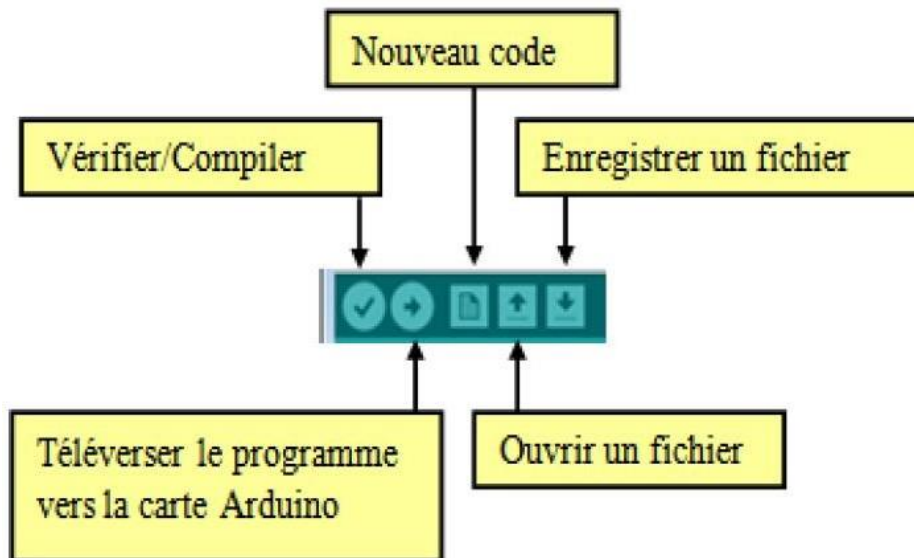 Nouveau code
Vérifier/Compiler
Enregistrer un fichier
Téléverser le programme
vers la carte Arduino
Ouvrir un fichier